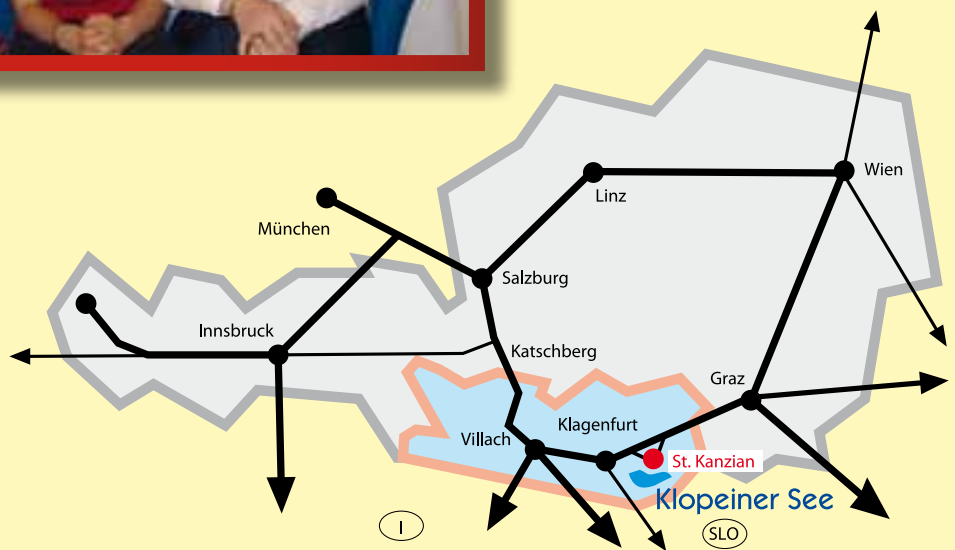 Wien
Linz
München
Salzburg
Innsbruck
Katschberg
Graz
Klagenfurt
Villach
St. Kanzian
Klopeiner See
I
SLO